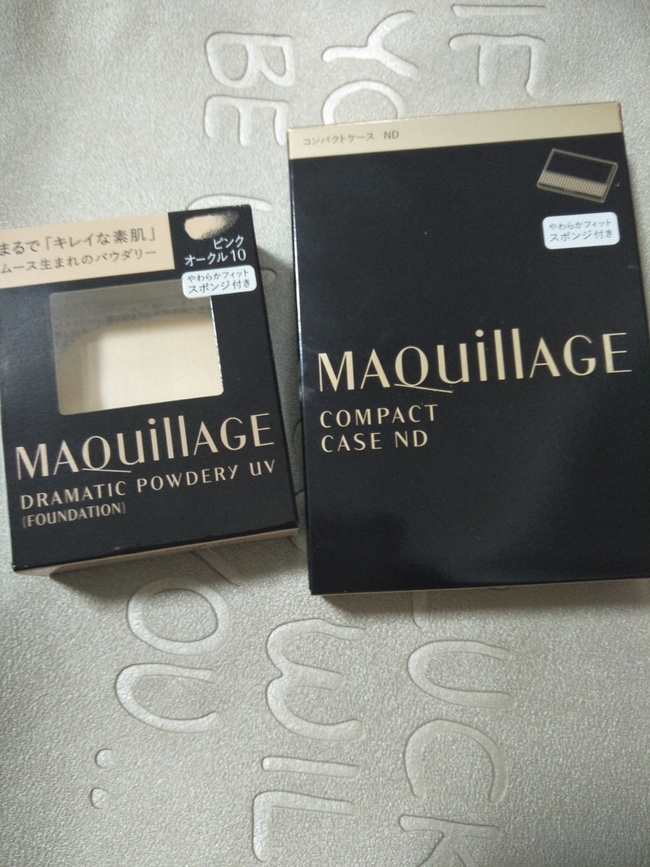 まるで「キレイな素肌」
ムース生まれのパウダリー
ピンク
オークル10
やわらかフィット
スポンジ付き
MAQuillAGE
DRAMATIC POWDERY UV
(FOUNDATION)
コンパクトケース ND
やわらかフィット
スポンジ付き
MAQuillAGE
COMPACT
CASE ND
IF
BE
LUCK
YOU